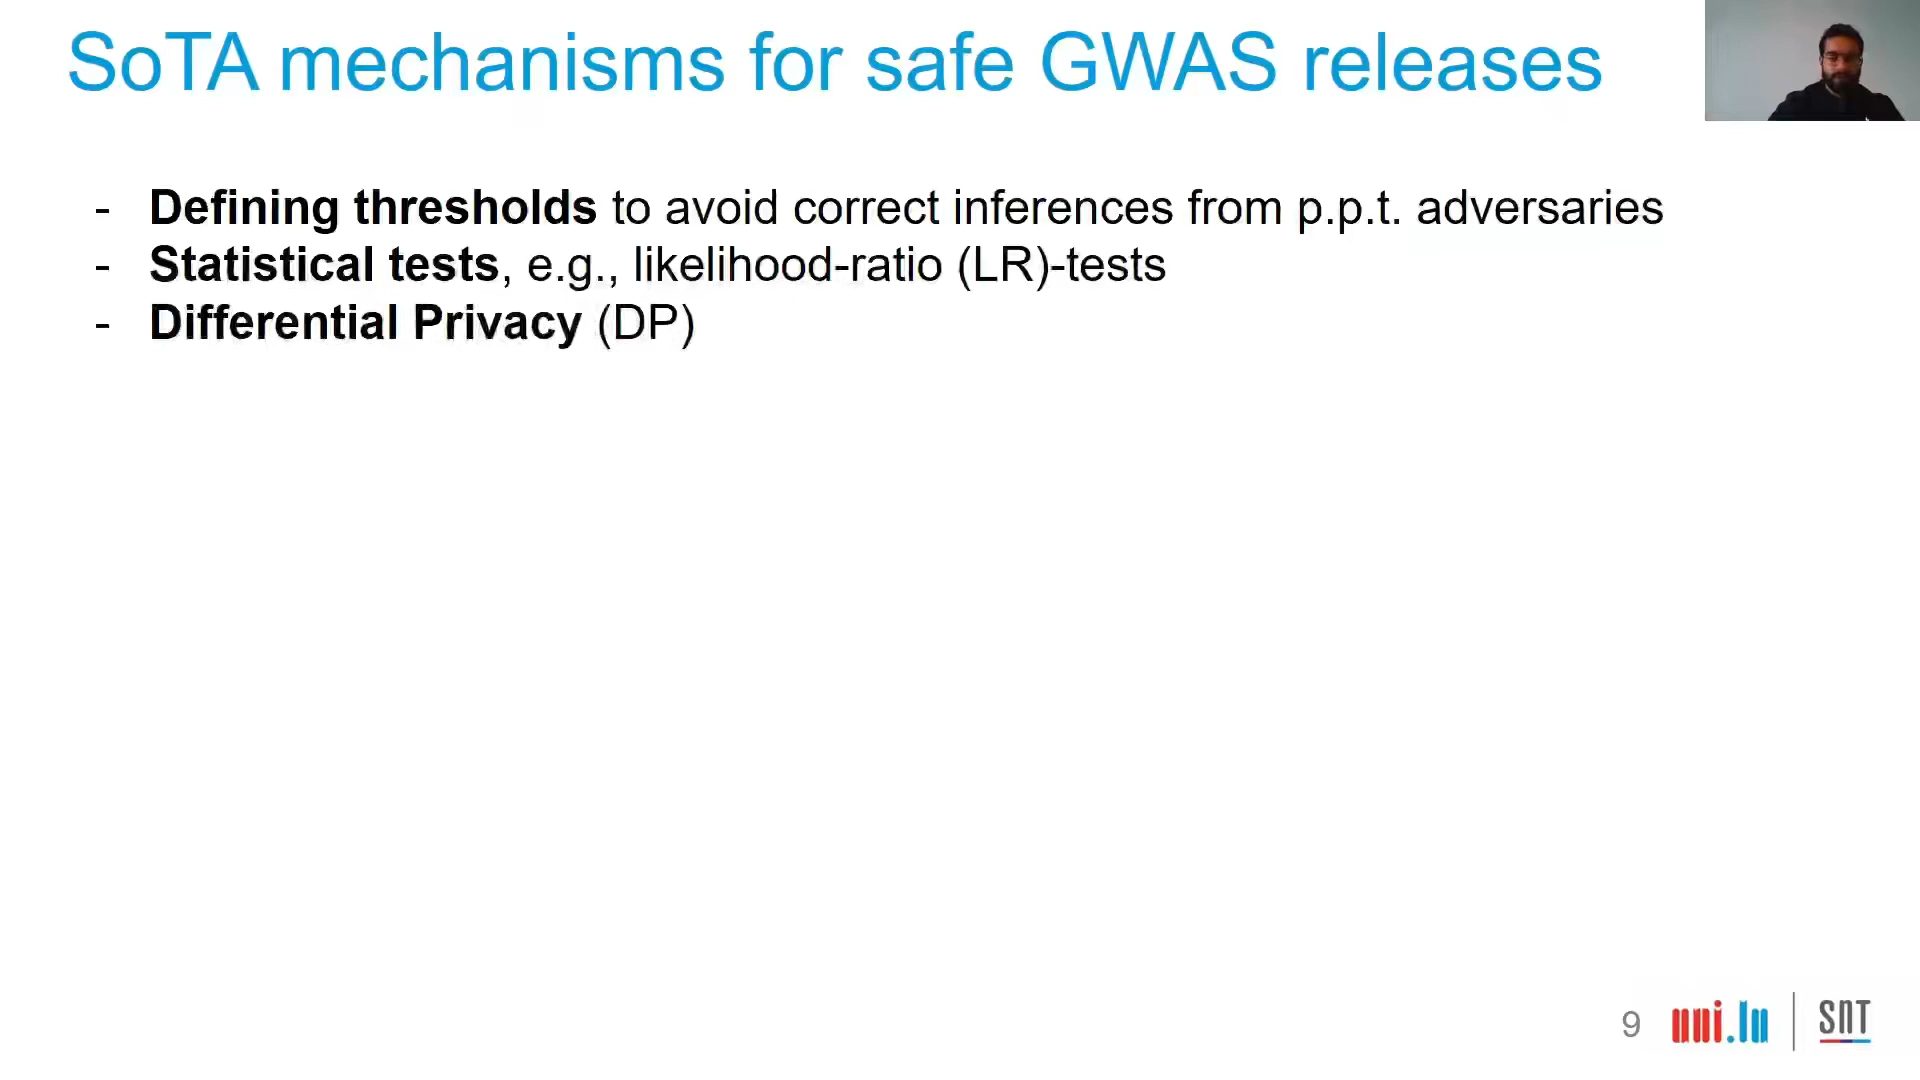 SoTA mechanisms for safe GWAS releases
- Defining thresholds to avoid correct inferences from p.p.t. adversaries
- Statistical tests, e.g., likelihood-ratio (LR)-tests
- Differential Privacy (DP)
9 uni.lu SNT